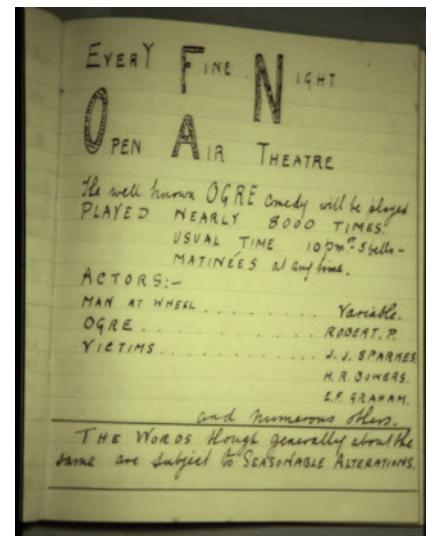 EVERY FINE NIGHT
OPEN AIR THEATRE
The well known OGRE comedy will be played
PLAYED NEARLY 8000 TIMES.
USUAL TIME 10 pm. 5 bells -
MATINÉES at any time.
ACTORS:-
MAN AT WHEEL . . . . . . . . Variable.
OGRE . . . . . . . . . . . . ROBERT. P.
VICTIMS . . . . . . . . . . . J. J. SPARKES
H. R. BOWERS.
E.F. GRAHAM.
and numerous others.
THE WORDS though generally about the
same are subject to SEASONABLE ALTERATIONS.